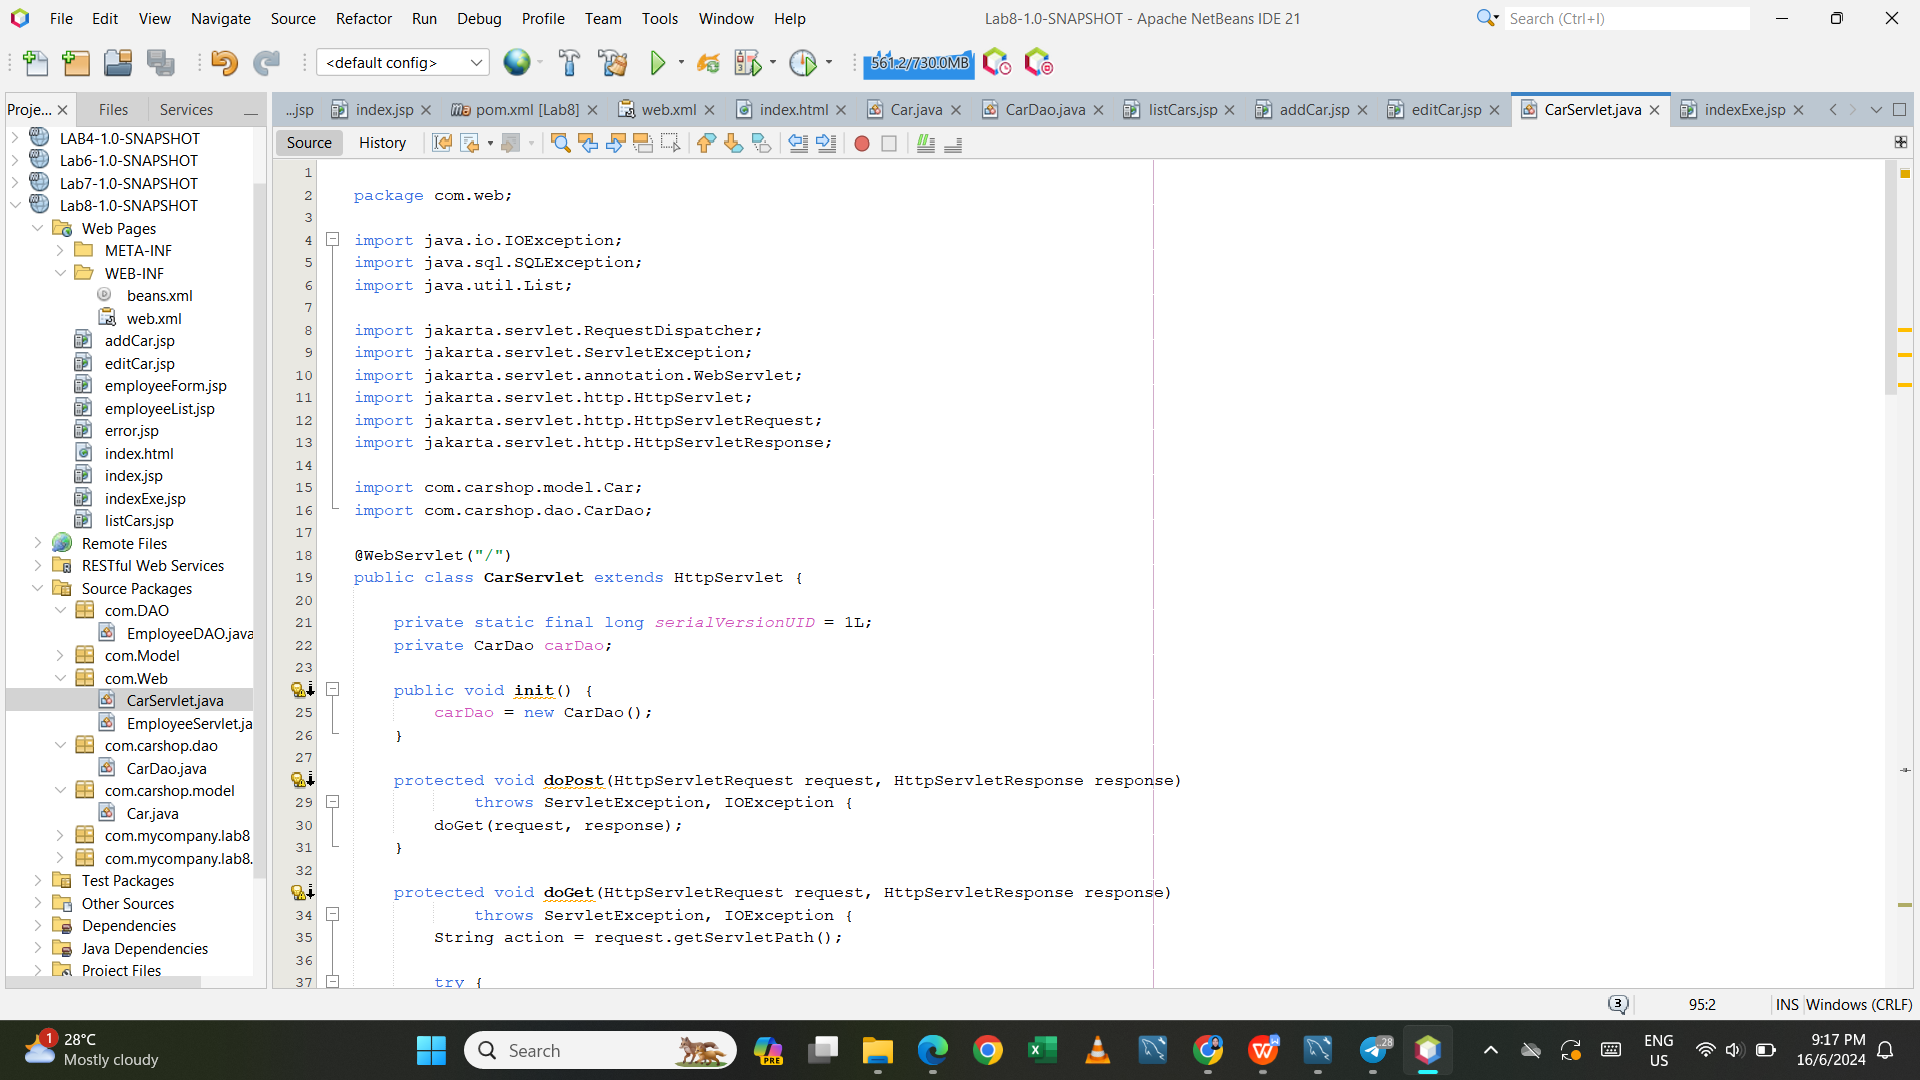 File Edit View Navigate Source Refactor Run Debug Profile Team Tools Window Help
Lab8-1.0-SNAPSHOT - Apache NetBeans IDE 21
Search (Ctrl+I)
<default config>
561.2/730.0MB
Proje...
Files
Services
...jsp
index.jsp
pom.xml [Lab8]
web.xml
index.html
Car.java
CarDao.java
listCars.jsp
addCar.jsp
editCar.jsp
CarServlet.java
indexExe.jsp
Source
History
LAB4-1.0-SNAPSHOT
Lab6-1.0-SNAPSHOT
Lab7-1.0-SNAPSHOT
Lab8-1.0-SNAPSHOT
Web Pages
META-INF
WEB-INF
beans.xml
web.xml
addCar.jsp
editCar.jsp
employeeForm.jsp
employeeList.jsp
error.jsp
index.html
index.jsp
indexExe.jsp
listCars.jsp
Remote Files
RESTful Web Services
Source Packages
com.DAO
EmployeeDAO.java
com.Model
com.Web
CarServlet.java
EmployeeServlet.ja
com.carshop.dao
CarDao.java
com.carshop.model
Car.java
com.mycompany.lab8
com.mycompany.lab8.
Test Packages
Other Sources
Dependencies
Java Dependencies
Project Files
1
2 package com.web;
3
4 import java.io.IOException;
5 import java.sql.SQLException;
6 import java.util.List;
7
8 import jakarta.servlet.RequestDispatcher;
9 import jakarta.servlet.ServletException;
10 import jakarta.servlet.annotation.WebServlet;
11 import jakarta.servlet.http.HttpServlet;
12 import jakarta.servlet.http.HttpServletRequest;
13 import jakarta.servlet.http.HttpServletResponse;
14
15 import com.carshop.model.Car;
16 import com.carshop.dao.CarDao;
17
18 @WebServlet("/")
19 public class CarServlet extends HttpServlet {
20
21 private static final long serialVersionUID = 1L;
22 private CarDao carDao;
23
public void init() {
25 carDao = new CarDao();
26 }
27
protected void doPost(HttpServletRequest request, HttpServletResponse response)
29 throws ServletException, IOException {
30 doGet(request, response);
31 }
32
protected void doGet(HttpServletRequest request, HttpServletResponse response)
34 throws ServletException, IOException {
35 String action = request.getServletPath();
36
37 try {
3
95:2
INS
Windows (CRLF)
1
28°C
Mostly cloudy
Search
PRE
28
ENG
US
9:17 PM
16/6/2024